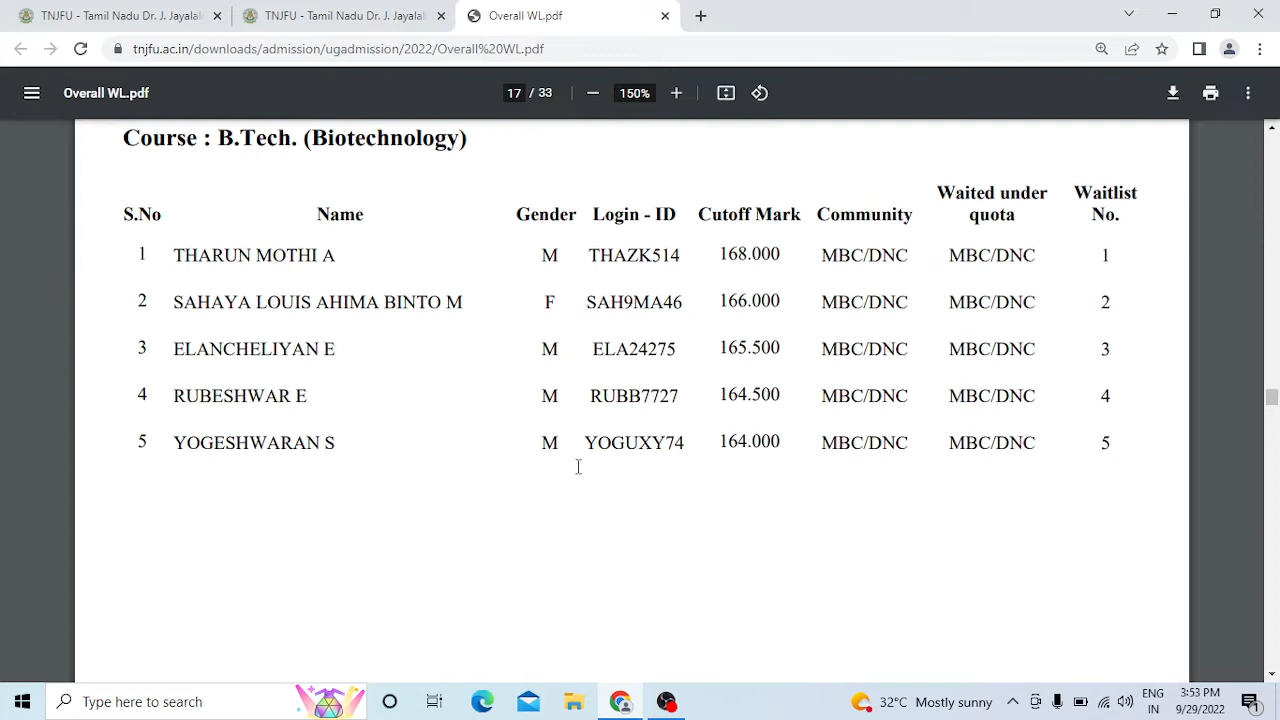 TNJFU - Tamil Nadu Dr. J. Jayalal
TNJFU - Tamil Nadu Dr. J. Jayalal
Overall WL.pdf
tnjfu.ac.in/downloads/admission/ugadmission/2022/Overall%20WL.pdf
Overall WL.pdf 17 / 33 150%
Course : B.Tech. (Biotechnology)
S.No Name Gender Login - ID Cutoff Mark Community Waited under quota Waitlist No.
1 THARUN MOTHI A M THAZK514 168.000 MBC/DNC MBC/DNC 1
2 SAHAYA LOUIS AHIMA BINTO M F SAH9MA46 166.000 MBC/DNC MBC/DNC 2
3 ELANCHELIYAN E M ELA24275 165.500 MBC/DNC MBC/DNC 3
4 RUBESHWAR E M RUBB7727 164.500 MBC/DNC MBC/DNC 4
5 YOGESHWARAN S M YOGUXY74 164.000 MBC/DNC MBC/DNC 5
Type here to search
32°C Mostly sunny
ENG
IN
3:53 PM
9/29/2022
1